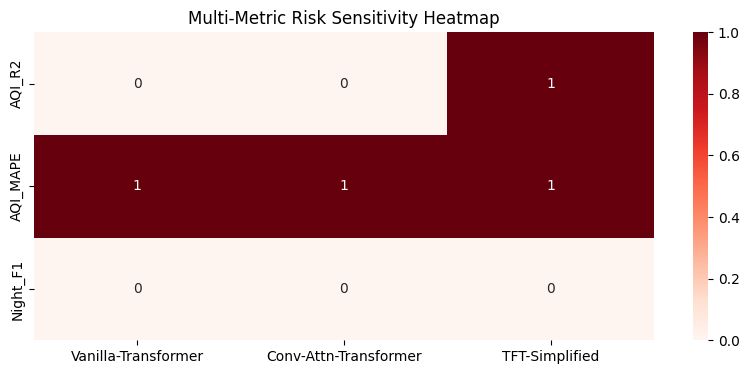 Multi-Metric Risk Sensitivity Heatmap
AQI_R2
0 0 1
AQI_MAPE
1 1 1
Night_F1
0 0 0
Vanilla-Transformer Conv-Attn-Transformer TFT-Simplified
1.0
0.8
0.6
0.4
0.2
0.0